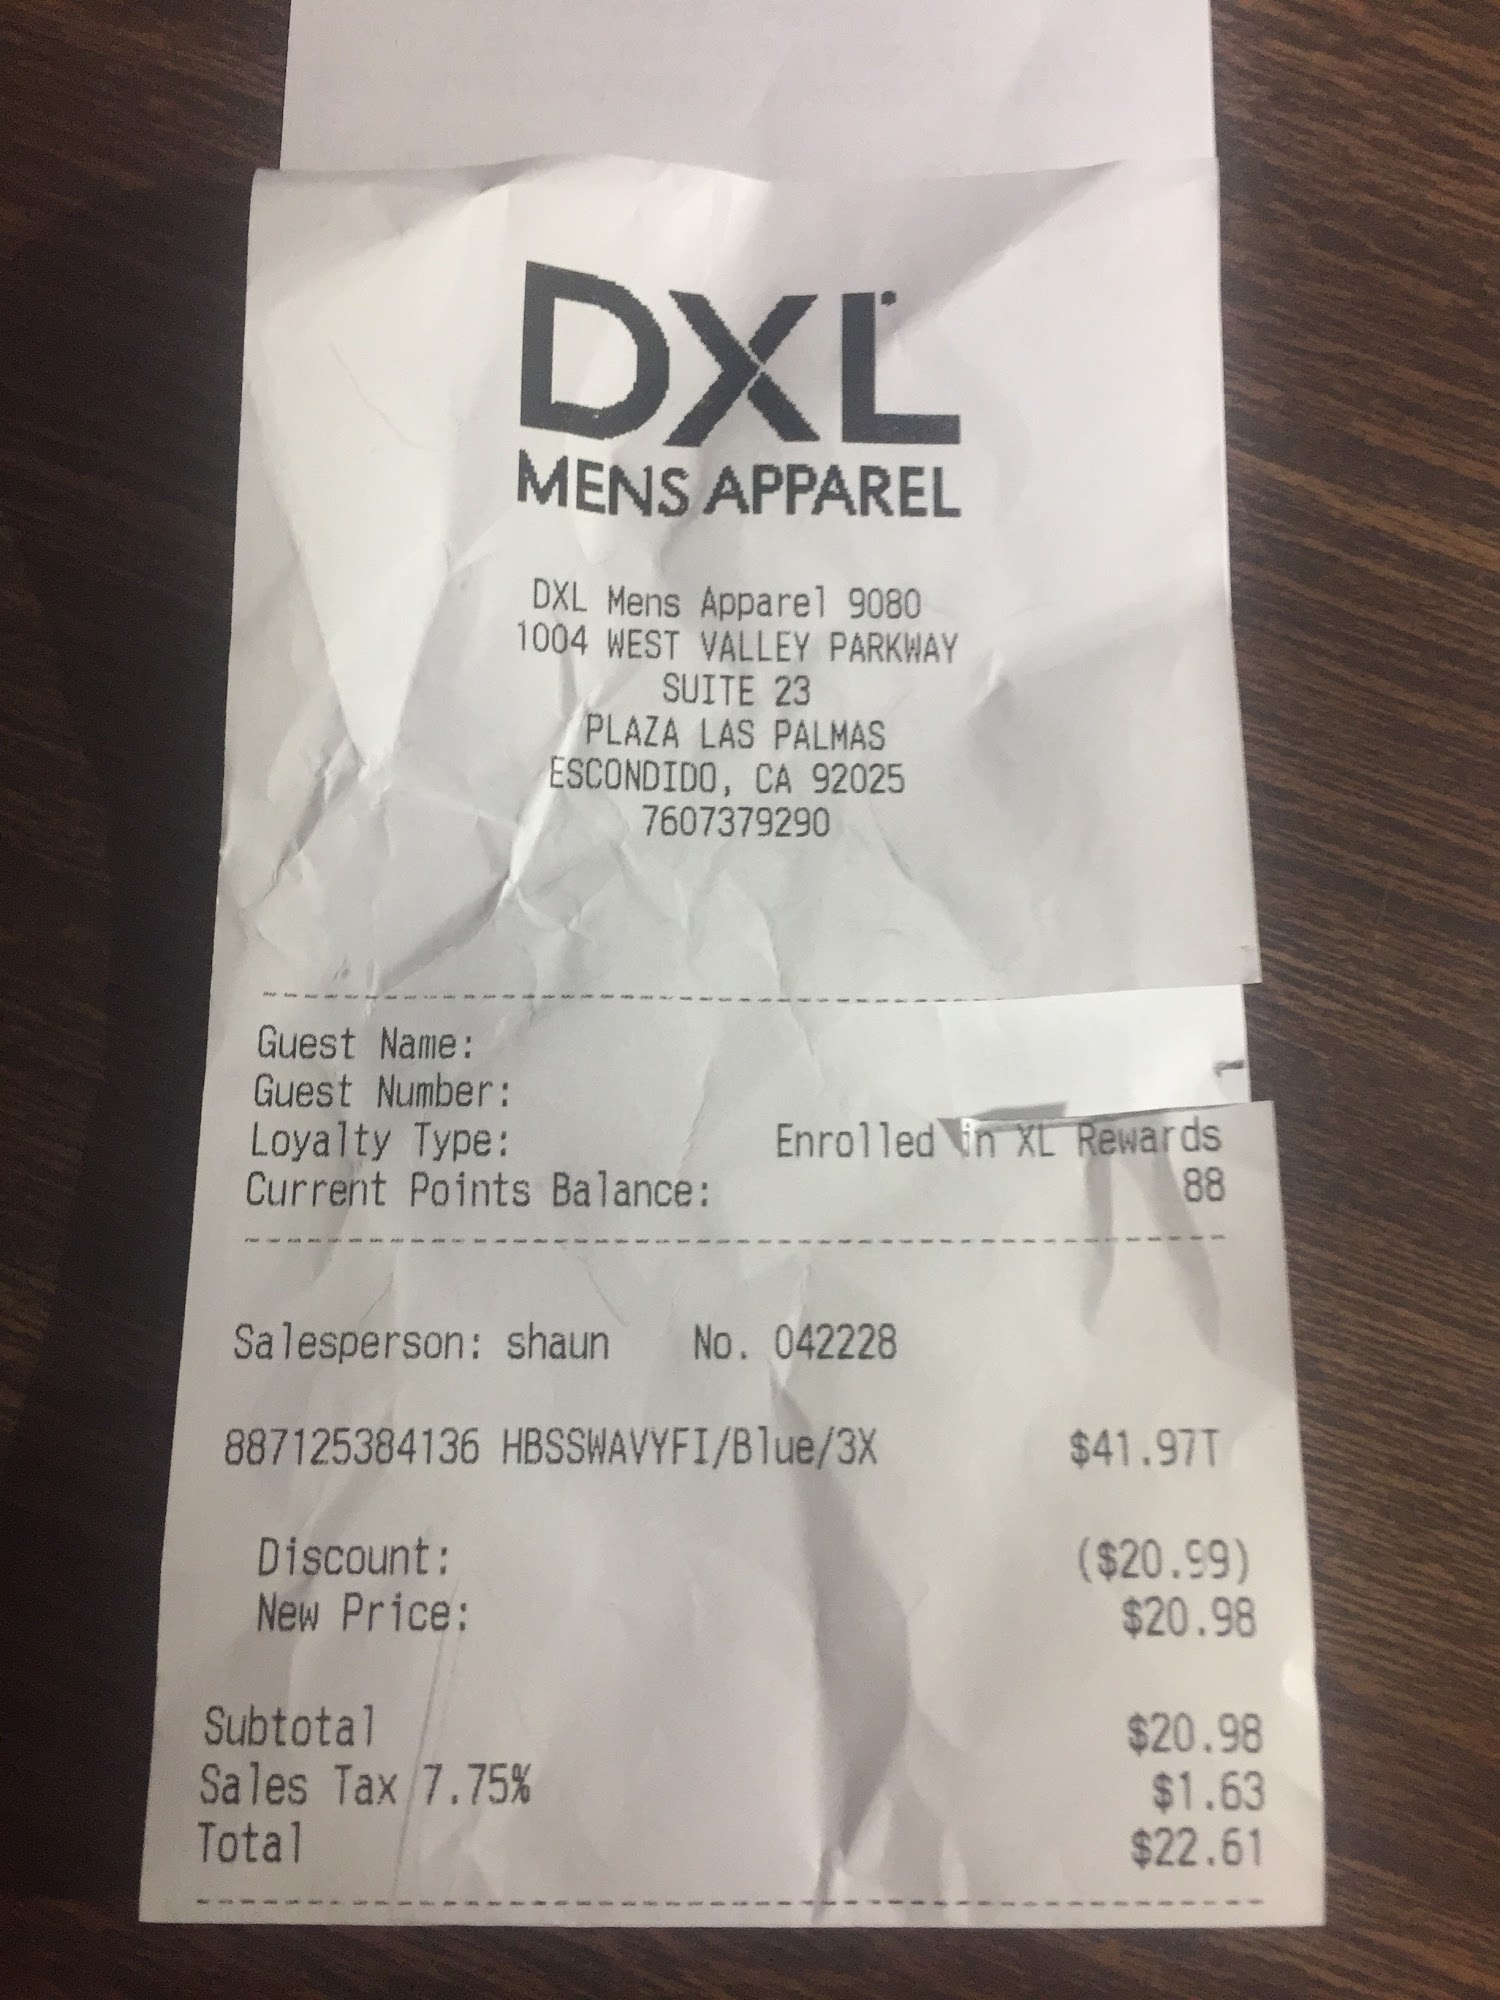 DXL
MENS APPAREL
DXL Mens Apparel 9080
1004 WEST VALLEY PARKWAY
SUITE 23
PLAZA LAS PALMAS
ESCONDIDO, CA 92025
7607379290
Guest Name:
Guest Number:
Loyalty Type: Enrolled in XL Rewards
Current Points Balance: 88
Salesperson: shaun No. 042228
887125384136 HBSSWAVYFI/Blue/3X $41.97T
Discount: ($20.99)
New Price: $20.98
Subtotal $20.98
Sales Tax 7.75% $1.63
Total $22.61